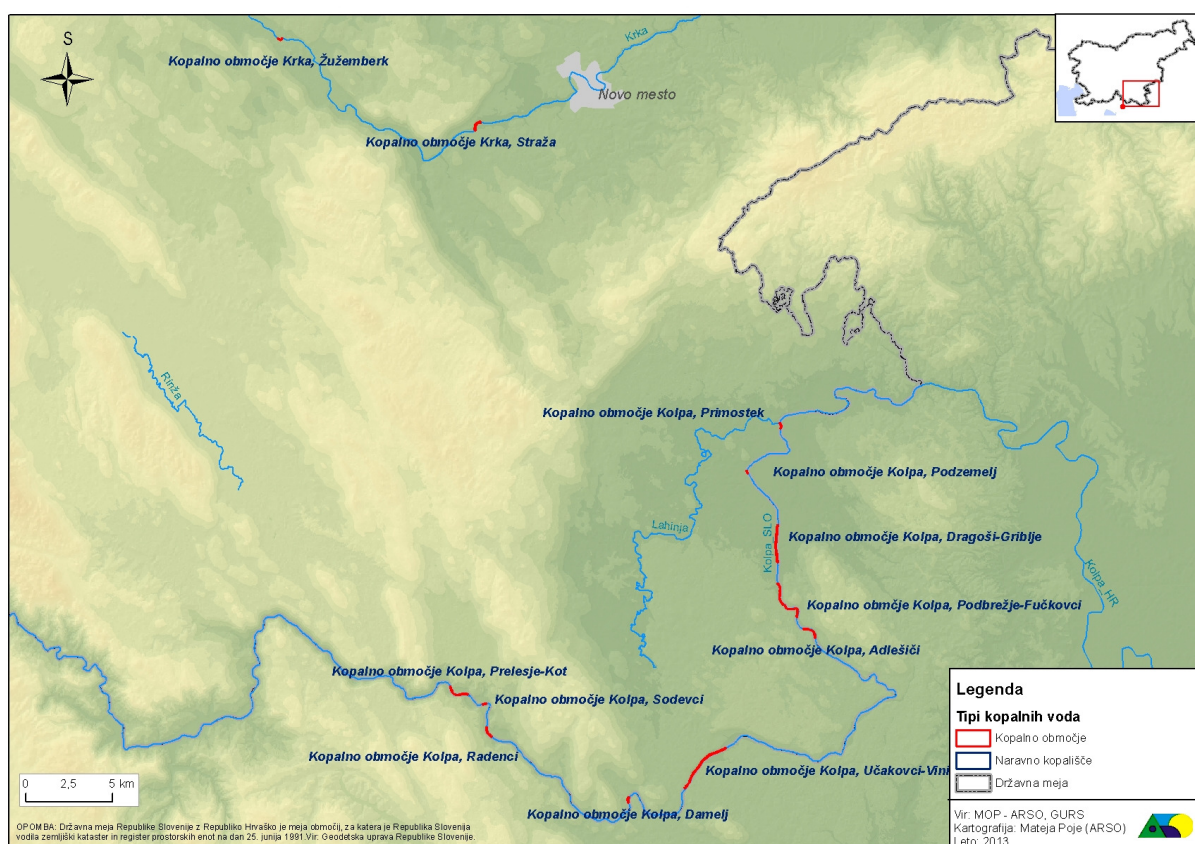 S
Kopalno območje Krka, Žužemberk
Krka
Novo mesto
Kopalno območje Krka, Straža
Rinža
Kopalno območje Kolpa, Primostek
Kopalno območje Kolpa, Podzemelj
Lahinja
Kolpa_SLO
Kopalno območje Kolpa, Dragoši-Griblje
Kolpa_HR
Kopalno obmčje Kolpa, Podbrežje-Fučkovci
Kopalno območje Kolpa, Adlešiči
Kopalno območje Kolpa, Prelesje-Kot
Kopalno območje Kolpa, Sodevci
Kopalno območje Kolpa, Radenci
Kopalno območje Kolpa, Učakovci-Vini
Kopalno območje Kolpa, Damelj
0 2,5 5 km
OPOMBA: Državna meja Republike Slovenije z Republiko Hrvaško je meja območij, za katera je Republika Slovenija
vodila zemljiški kataster in register prostorskih enot na dan 25. junija 1991.Vir: Geodetska uprava Republike Slovenije.
Legenda
Tipi kopalnih voda
Kopalno območje
Naravno kopališče
Državna meja
Vir: MOP - ARSO, GURS
Kartografija: Mateja Poje (ARSO)
Leto: 2013